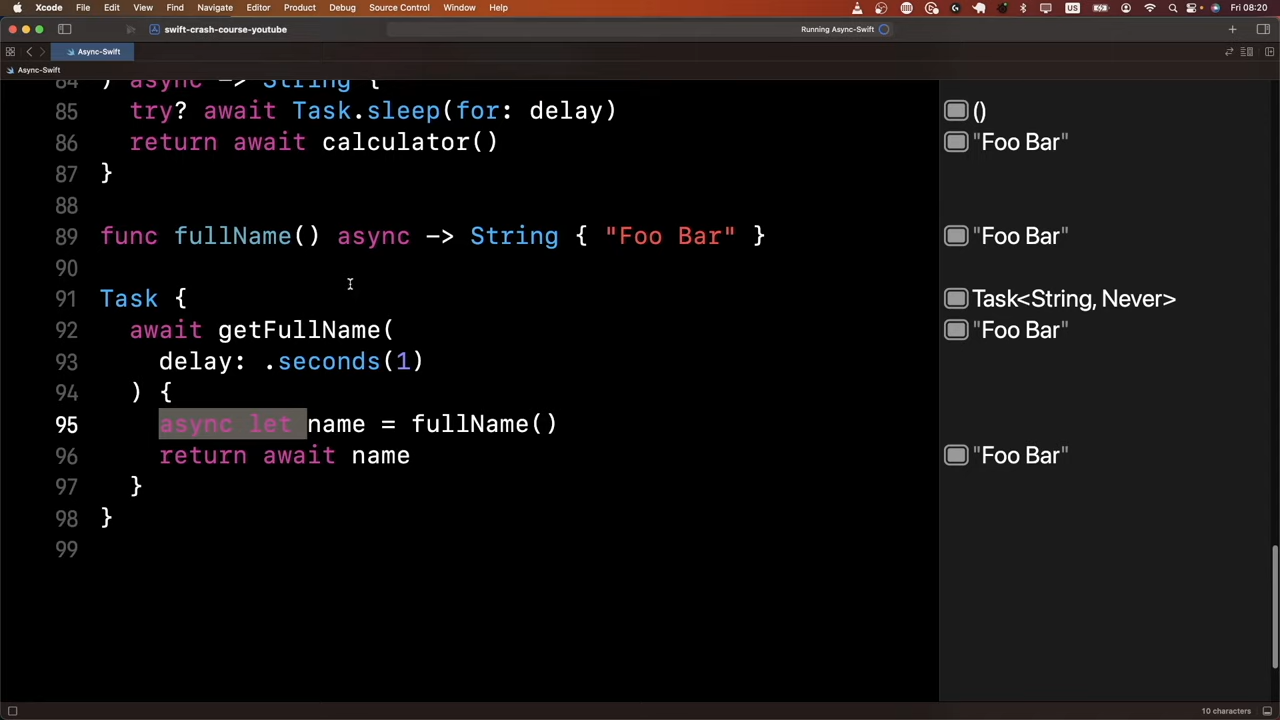 Xcode File Edit View Find Navigate Editor Product Debug Source Control Window Help US Fri 08:20
swift-crash-course-youtube Running Async-Swift
Async-Swift
Async-Swift
84 ) async -> String {
85 try? await Task.sleep(for: delay) ()
86 return await calculator() "Foo Bar"
87 }
88
89 func fullName() async -> String { "Foo Bar" } "Foo Bar"
90
91 Task { Task<String, Never>
92 await getFullName( "Foo Bar"
93 delay: .seconds(1)
94 ) {
95 async let name = fullName()
96 return await name "Foo Bar"
97 }
98 }
99
10 characters